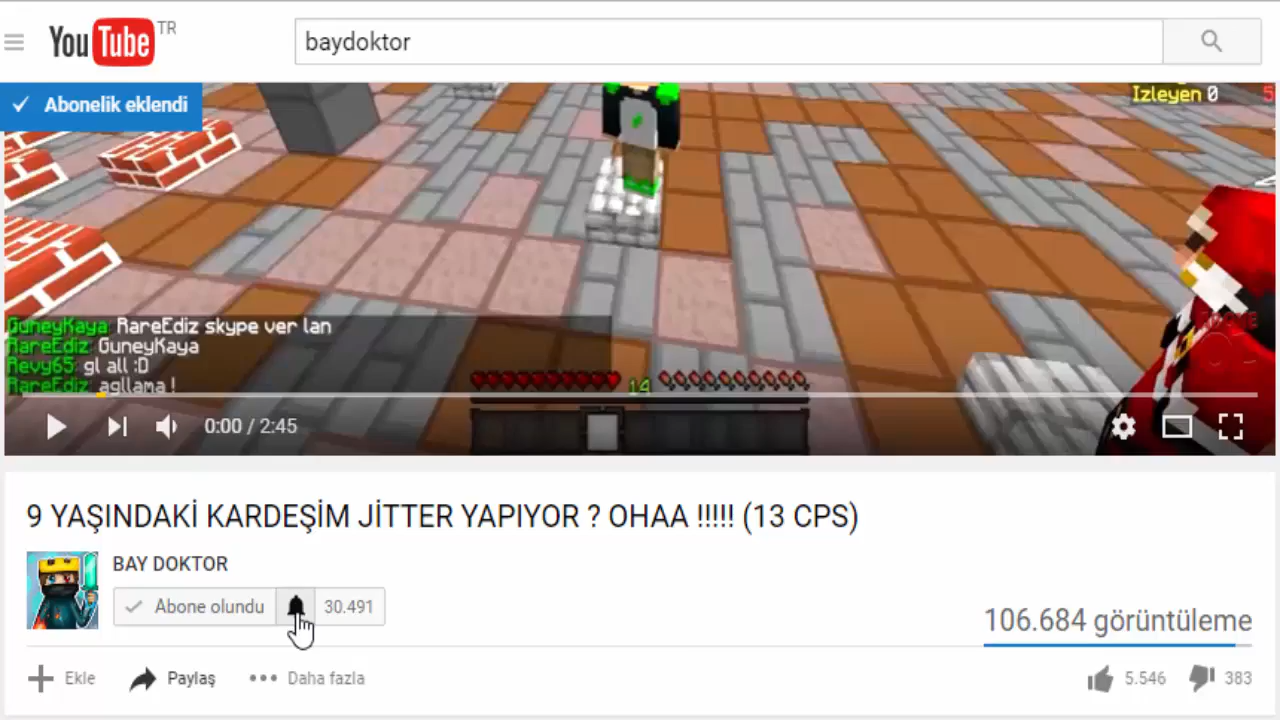 YouTube TR
baydoktor
Abonelik eklendi
Izleyen 0
5
GuneyKaya: RareEdiz skype ver lan
RareEdiz: GuneyKaya
Revy65: gl all :D
RareEdiz: agllama !
14
0:00 / 2:45
9 YAŞINDAKİ KARDEŞİM JİTTER YAPIYOR ? OHAA !!!!! (13 CPS)
BAY DOKTOR
Abone olundu
30.491
106.684 görüntüleme
Ekle
Paylaş
Daha fazla
5.546
383